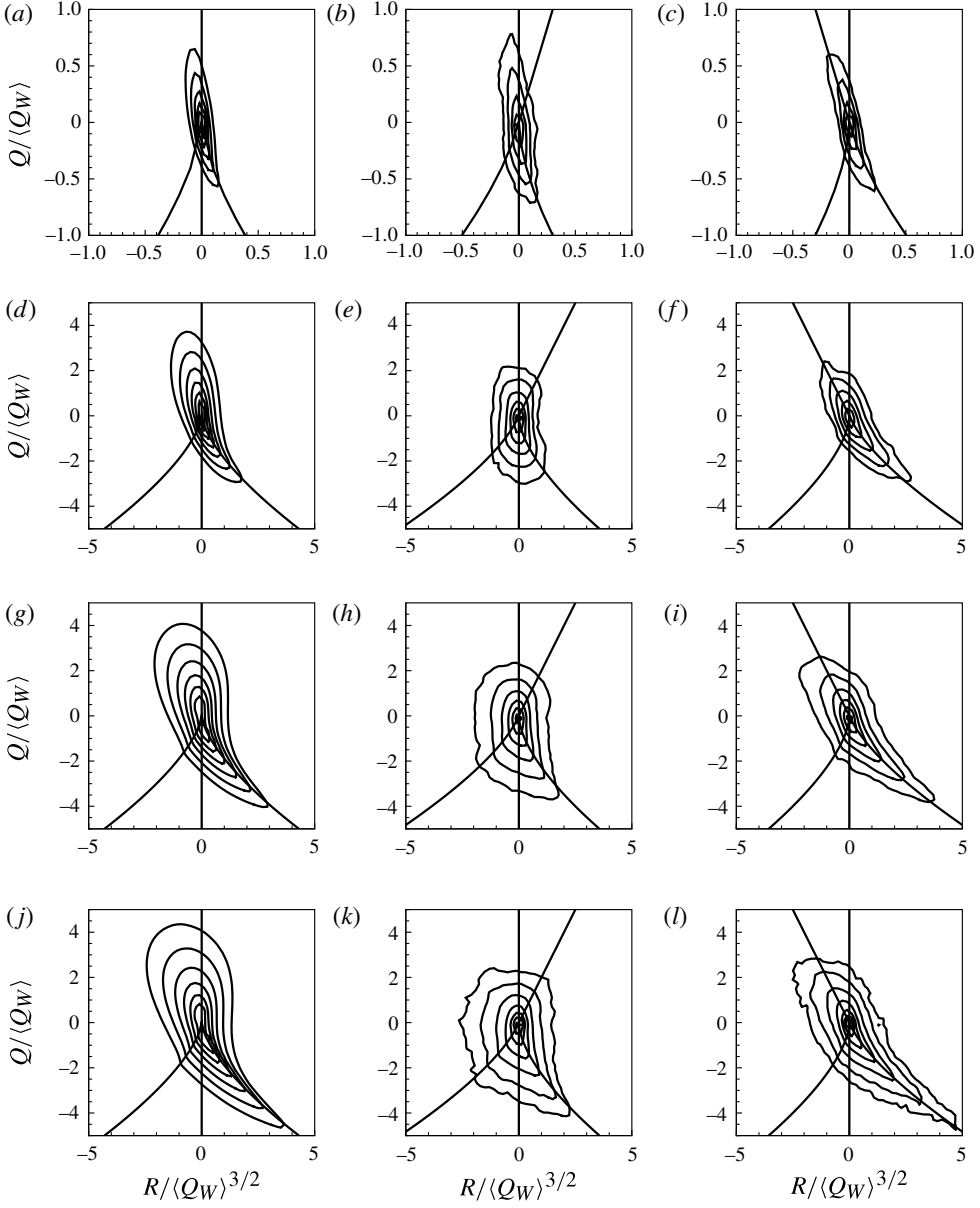 (a) (b) (c)
1.0 1.0 1.0
0.5 0.5 0.5
Q/⟨Q_W⟩ 0 0 0
–0.5 –0.5 –0.5
–1.0 –1.0 –1.0
–1.0 –0.5 0 0.5 1.0 –1.0 –0.5 0 0.5 1.0 –1.0 –0.5 0 0.5 1.0
(d) (e) (f)
4 4 4
2 2 2
Q/⟨Q_W⟩ 0 0 0
–2 –2 –2
–4 –4 –4
–5 0 5 –5 0 5 –5 0 5
(g) (h) (i)
4 4 4
2 2 2
Q/⟨Q_W⟩ 0 0 0
–2 –2 –2
–4 –4 –4
–5 0 5 –5 0 5 –5 0 5
(j) (k) (l)
4 4 4
2 2 2
Q/⟨Q_W⟩ 0 0 0
–2 –2 –2
–4 –4 –4
–5 0 5 –5 0 5 –5 0 5
R/⟨Q_W⟩^{3/2} R/⟨Q_W⟩^{3/2} R/⟨Q_W⟩^{3/2}